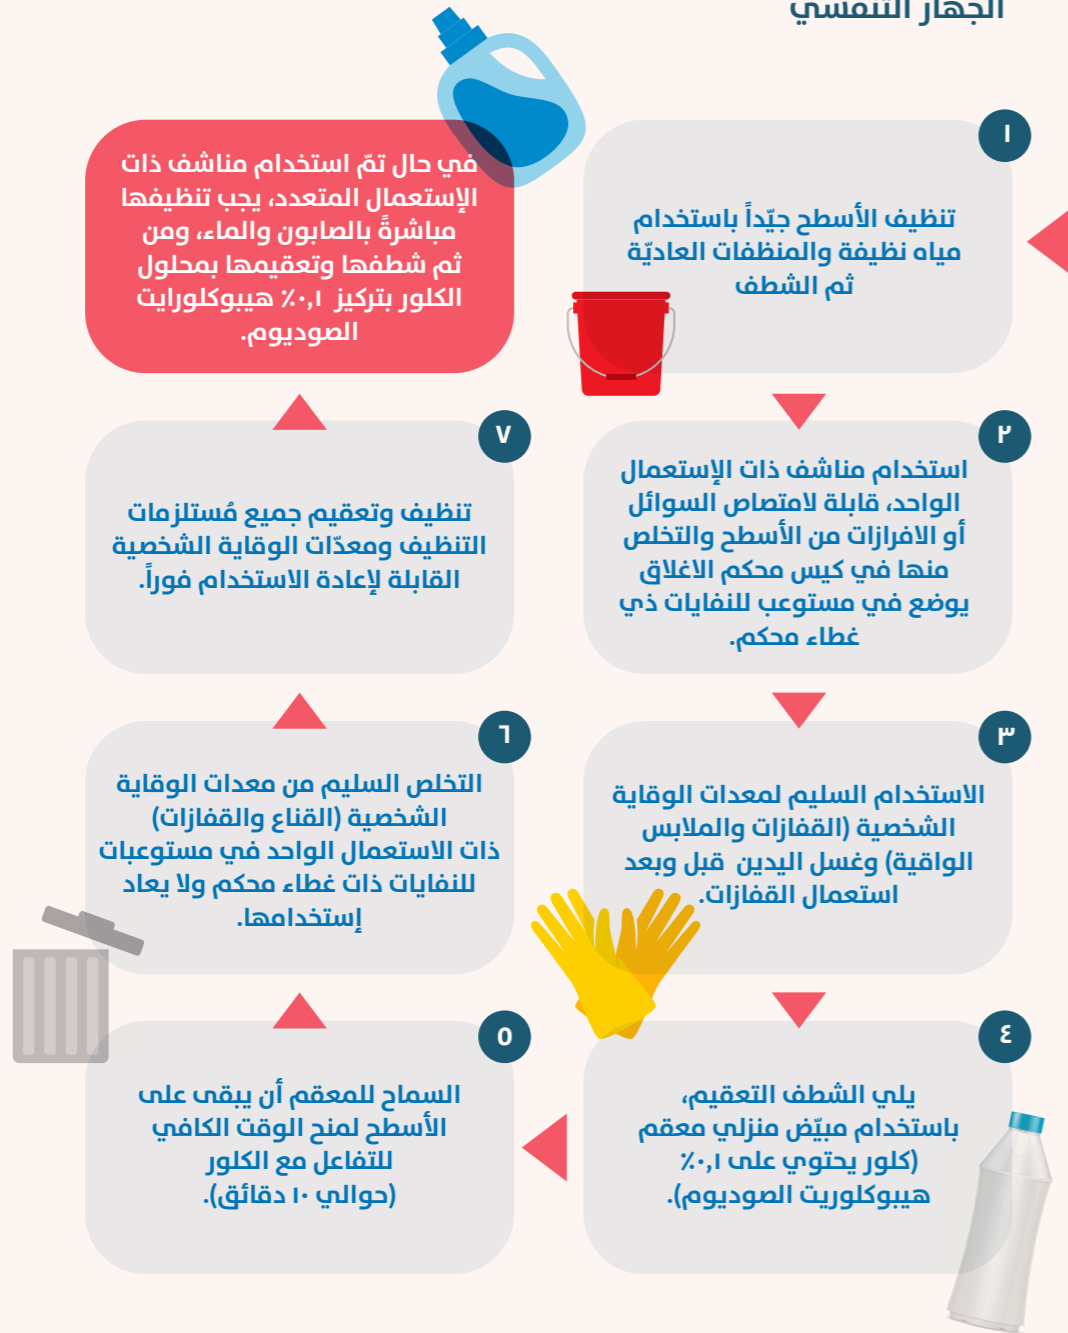 الجهاز التنفسي
١
تنظيف الأسطح جيّداً باستخدام
مياه نظيفة والمنظفات العاديّة
ثم الشطف
٢
استخدام مناشف ذات الإستعمال
الواحد، قابلة لامتصاص السوائل
أو الافرازات من الأسطح والتخلص
منها في كيس محكم الاغلاق
يوضع في مستوعب للنفايات ذي
غطاء محكم.
٣
الاستخدام السليم لمعدات الوقاية
الشخصية (القفازات والملابس
الواقية) وغسل اليدين قبل وبعد
استعمال القفازات.
٤
يلي الشطف التعقيم،
باستخدام مبيّض منزلي معقم
(كلور يحتوي على ٠,١٪
هيبوكلوريت الصوديوم).
٥
السماح للمعقم أن يبقى على
الأسطح لمنح الوقت الكافي
للتفاعل مع الكلور
(حوالي ١٠ دقائق).
٦
التخلص السليم من معدات الوقاية
الشخصية (القناع والقفازات)
ذات الاستعمال الواحد في مستوعبات
للنفايات ذات غطاء محكم ولا يعاد
إستخدامها.
٧
تنظيف وتعقيم جميع مُستلزمات
التنظيف ومعدّات الوقاية الشخصية
القابلة لإعادة الاستخدام فوراً.
في حال تمّ استخدام مناشف ذات
الإستعمال المتعدد، يجب تنظيفها
مباشرةً بالصابون والماء، ومن
ثم شطفها وتعقيمها بمحلول
الكلور بتركيز ٠,١٪ هيبوكلورايت
الصوديوم.